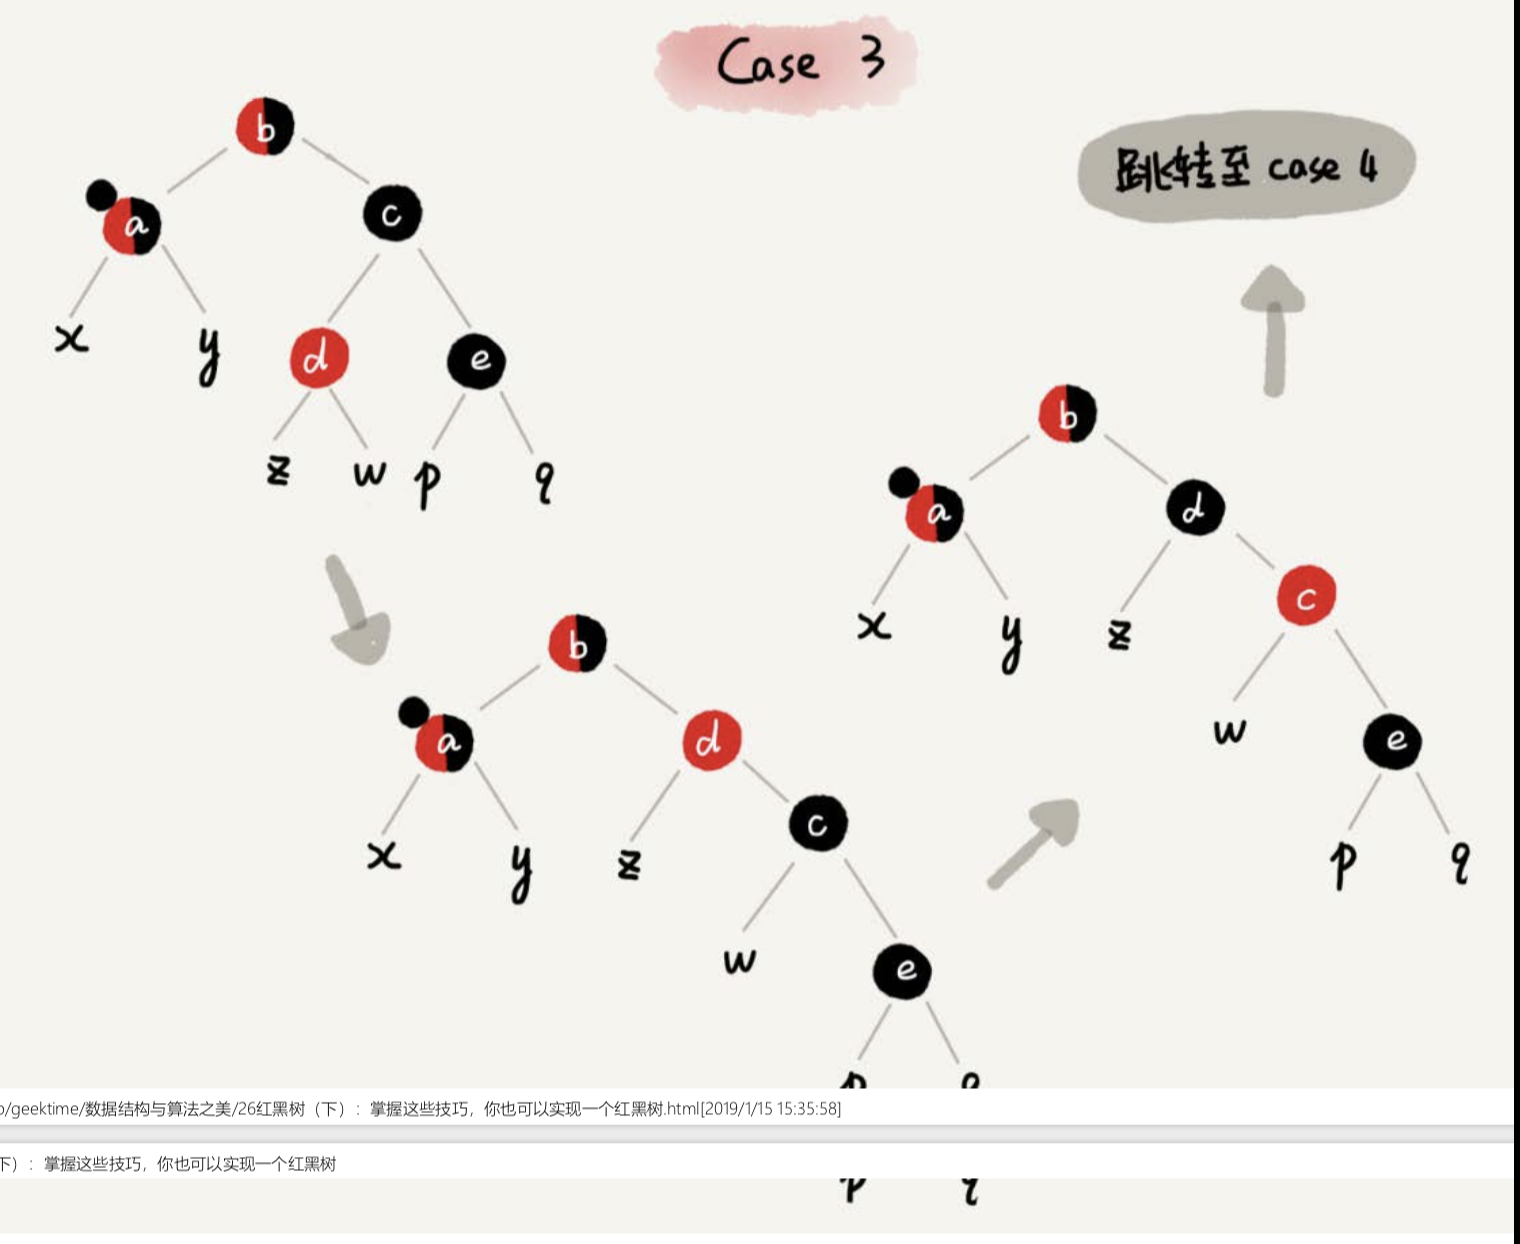 Case 3
跳转至 case 4
b
a
c
x
y
d
e
z
w
p
q
b
a
d
x
y
z
c
w
e
p
q
b
a
d
x
y
z
c
w
e
p
q
o/geektime/数据结构与算法之美/26红黑树（下）：掌握这些技巧，你也可以实现一个红黑树.html[2019/1/15 15:35:58]
下）：掌握这些技巧，你也可以实现一个红黑树